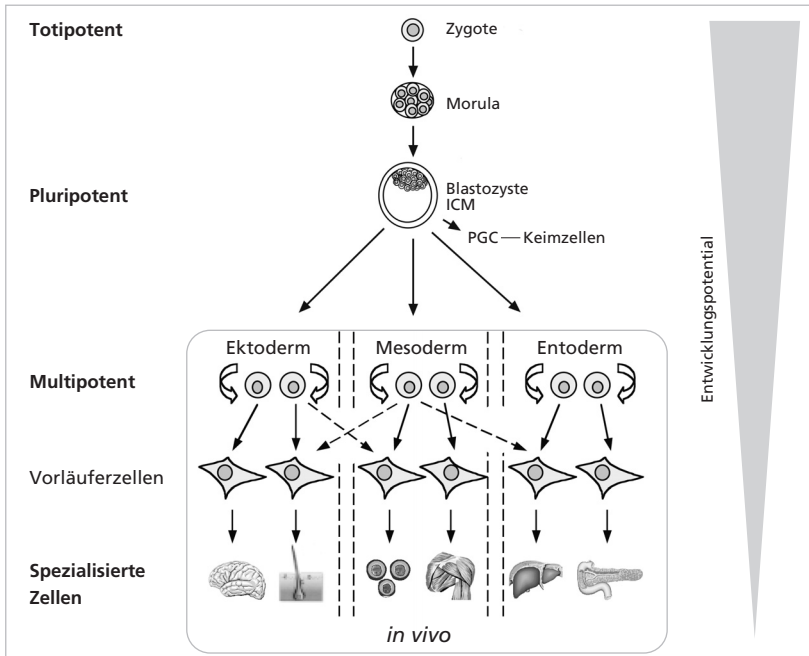 Totipotent
Zygote
Morula
Pluripotent
Blastozyste
ICM
PGC — Keimzellen
Entwicklungspotential
Ektoderm
Mesoderm
Entoderm
Multipotent
Vorläuferzellen
Spezialisierte
Zellen
in vivo